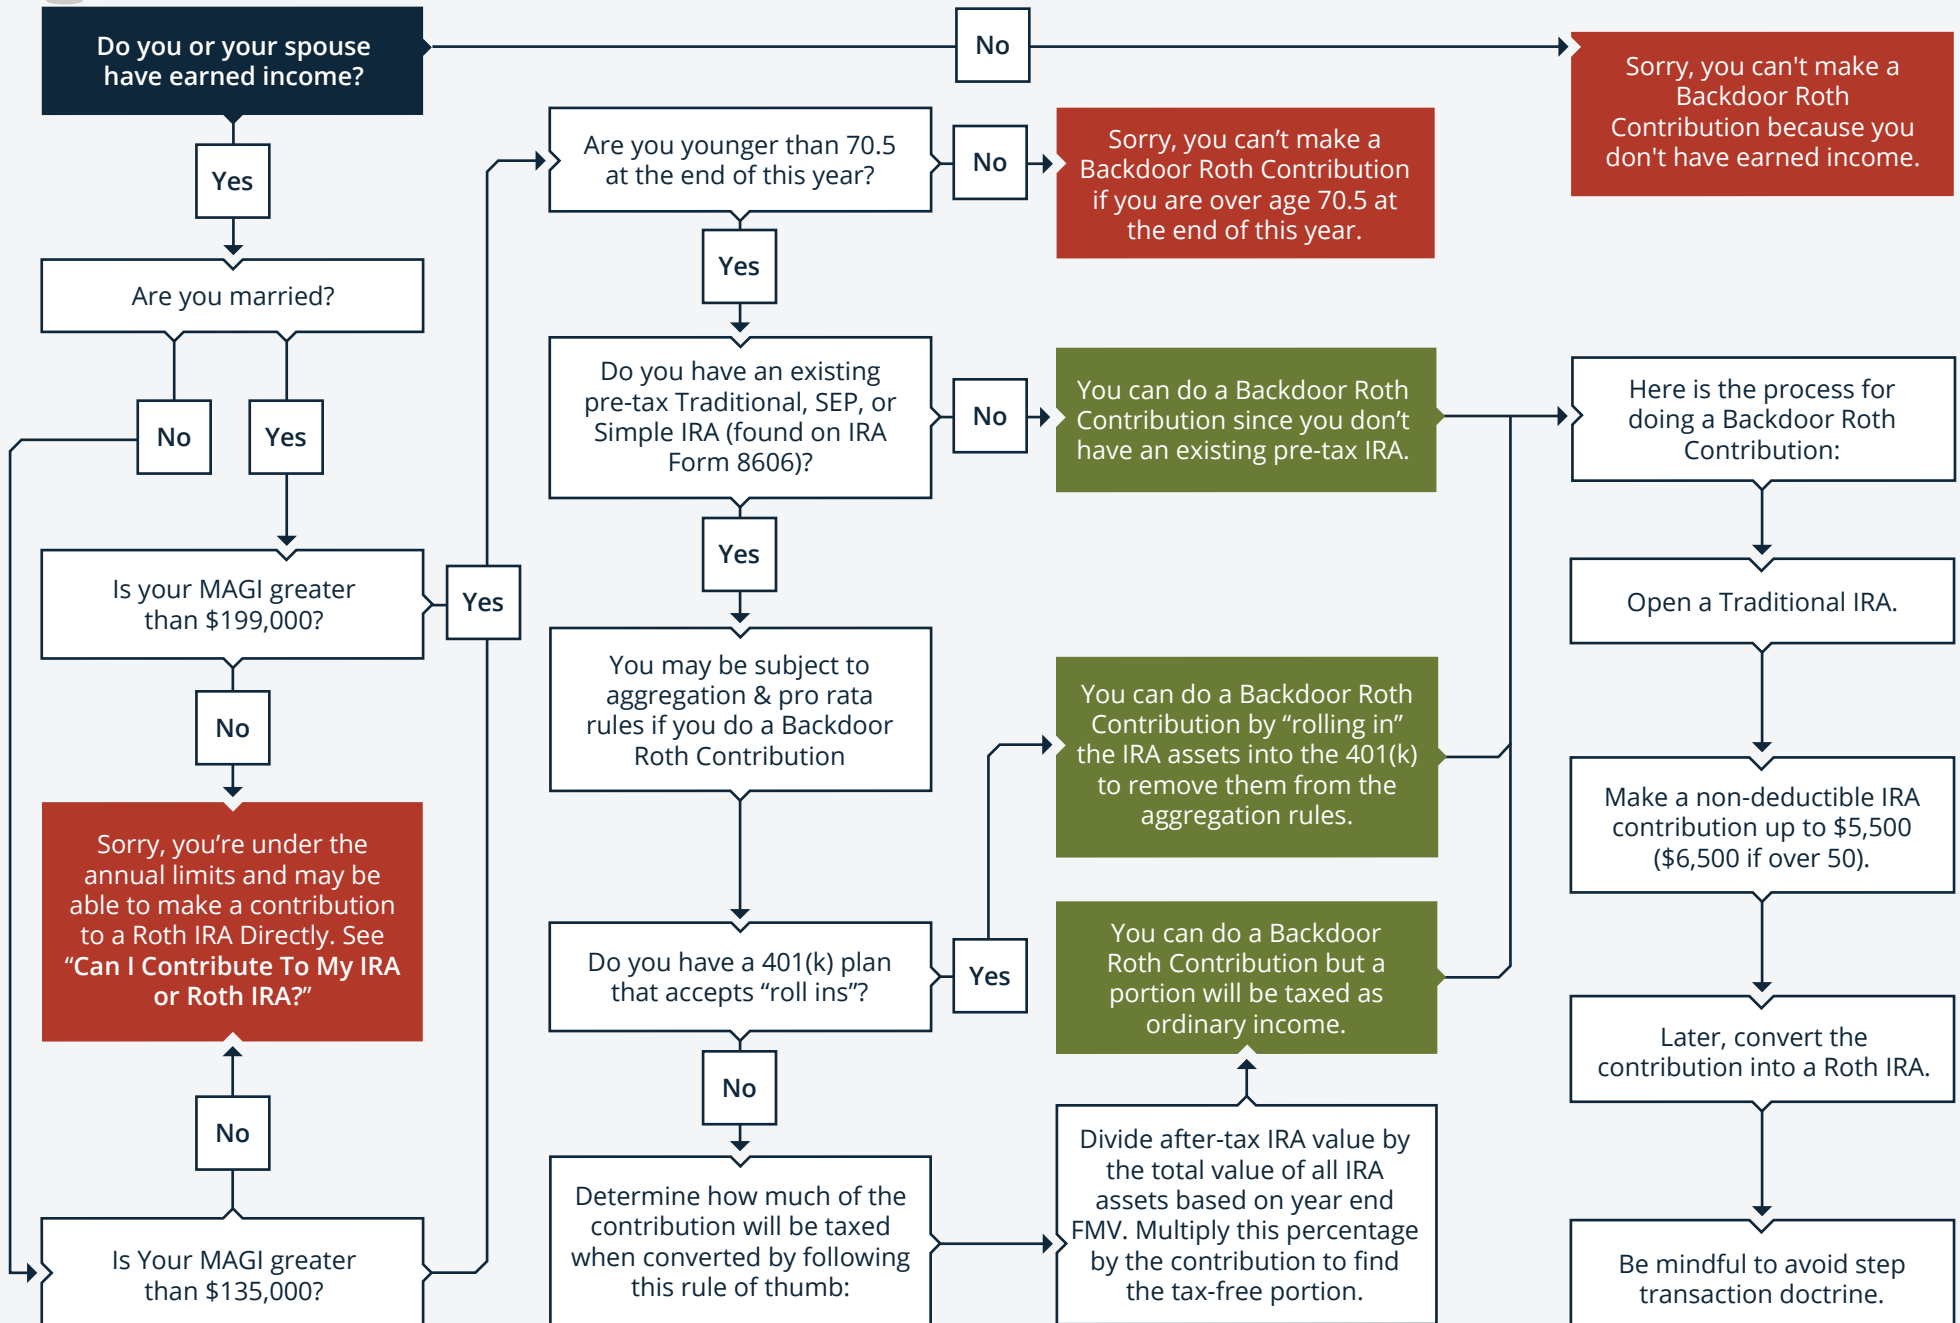 Do you or your spouse
have earned income?
No
Sorry, you can't make a
Backdoor Roth
Contribution because you
don't have earned income.
Yes
Are you married?
No
Yes
Is your MAGI greater
than $199,000?
Yes
No
Sorry, you’re under the
annual limits and may be
able to make a contribution
to a Roth IRA Directly. See
“Can I Contribute To My IRA
or Roth IRA?”
No
Is Your MAGI greater
than $135,000?
Are you younger than 70.5
at the end of this year?
No
Sorry, you can’t make a
Backdoor Roth Contribution
if you are over age 70.5 at
the end of this year.
Yes
Do you have an existing
pre-tax Traditional, SEP, or
Simple IRA (found on IRA
Form 8606)?
No
You can do a Backdoor Roth
Contribution since you don’t
have an existing pre-tax IRA.
Yes
You may be subject to
aggregation & pro rata
rules if you do a Backdoor
Roth Contribution
Do you have a 401(k) plan
that accepts “roll ins”?
Yes
You can do a Backdoor Roth
Contribution by “rolling in”
the IRA assets into the 401(k)
to remove them from the
aggregation rules.
No
Determine how much of the
contribution will be taxed
when converted by following
this rule of thumb:
Divide after-tax IRA value by
the total value of all IRA
assets based on year end
FMV. Multiply this percentage
by the contribution to find
the tax-free portion.
You can do a Backdoor
Roth Contribution but a
portion will be taxed as
ordinary income.
Here is the process for
doing a Backdoor Roth
Contribution:
Open a Traditional IRA.
Make a non-deductible IRA
contribution up to $5,500
($6,500 if over 50).
Later, convert the
contribution into a Roth IRA.
Be mindful to avoid step
transaction doctrine.